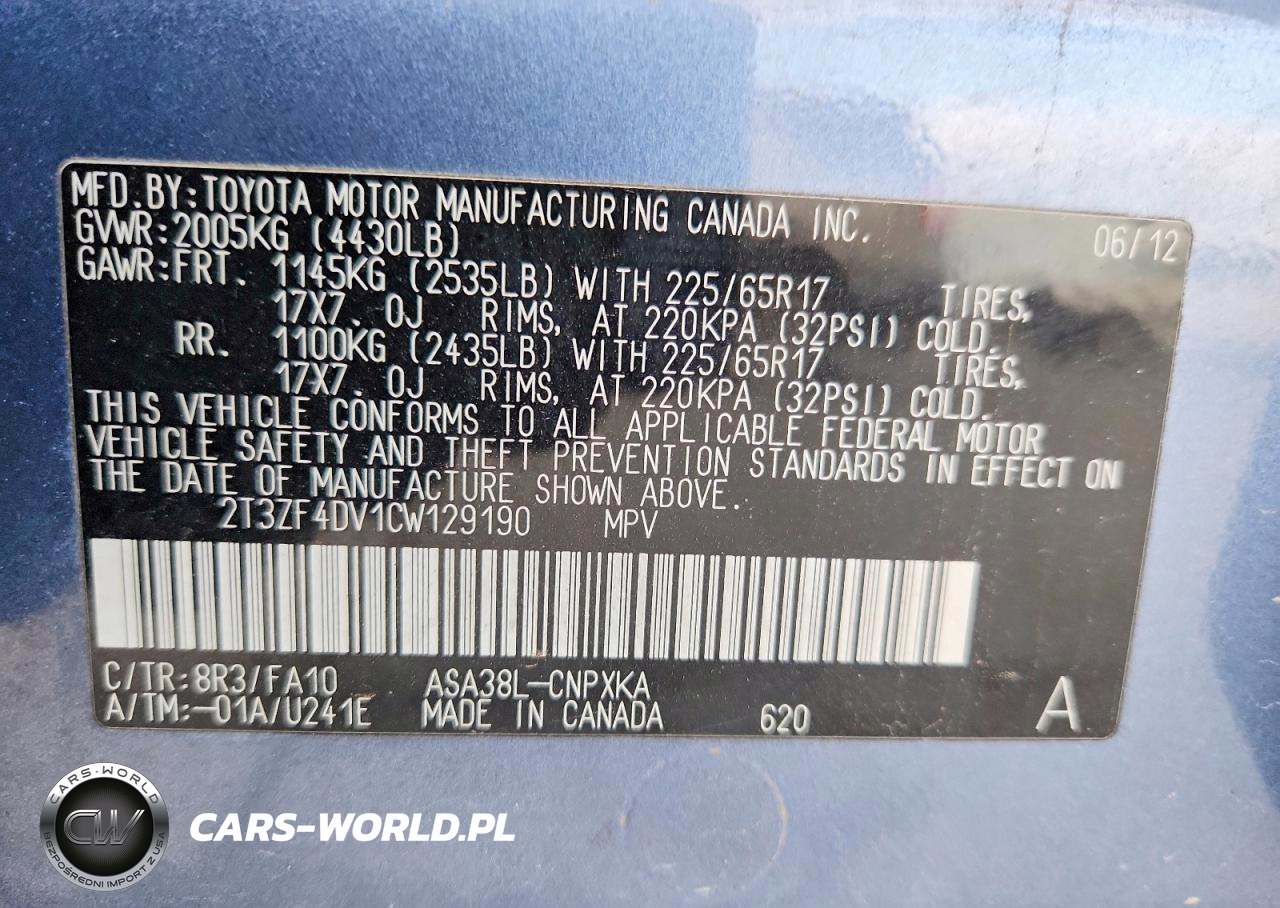 MFD.BY:TOYOTA MOTOR MANUFACTURING CANADA INC.
06/12
GVWR:2005KG (4430LB)
GAWR:FRT. 1145KG (2535LB) WITH 225/65R17 TIRES,
17X7.0J RIMS, AT 220KPA (32PSI) COLD.
RR. 1100KG (2435LB) WITH 225/65R17 TIRES,
17X7.0J RIMS, AT 220KPA (32PSI) COLD.
THIS VEHICLE CONFORMS TO ALL APPLICABLE FEDERAL MOTOR
VEHICLE SAFETY AND THEFT PREVENTION STANDARDS IN EFFECT ON
THE DATE OF MANUFACTURE SHOWN ABOVE.
2T3ZF4DV1CW129190 MPV
C/TR:8R3/FA10 ASA38L-CNPXKA
A/TM:-01A/U241E MADE IN CANADA 620 A
CARS-WORLD
CW
BEZPOŚREDNI IMPORT Z USA
CARS-WORLD.PL